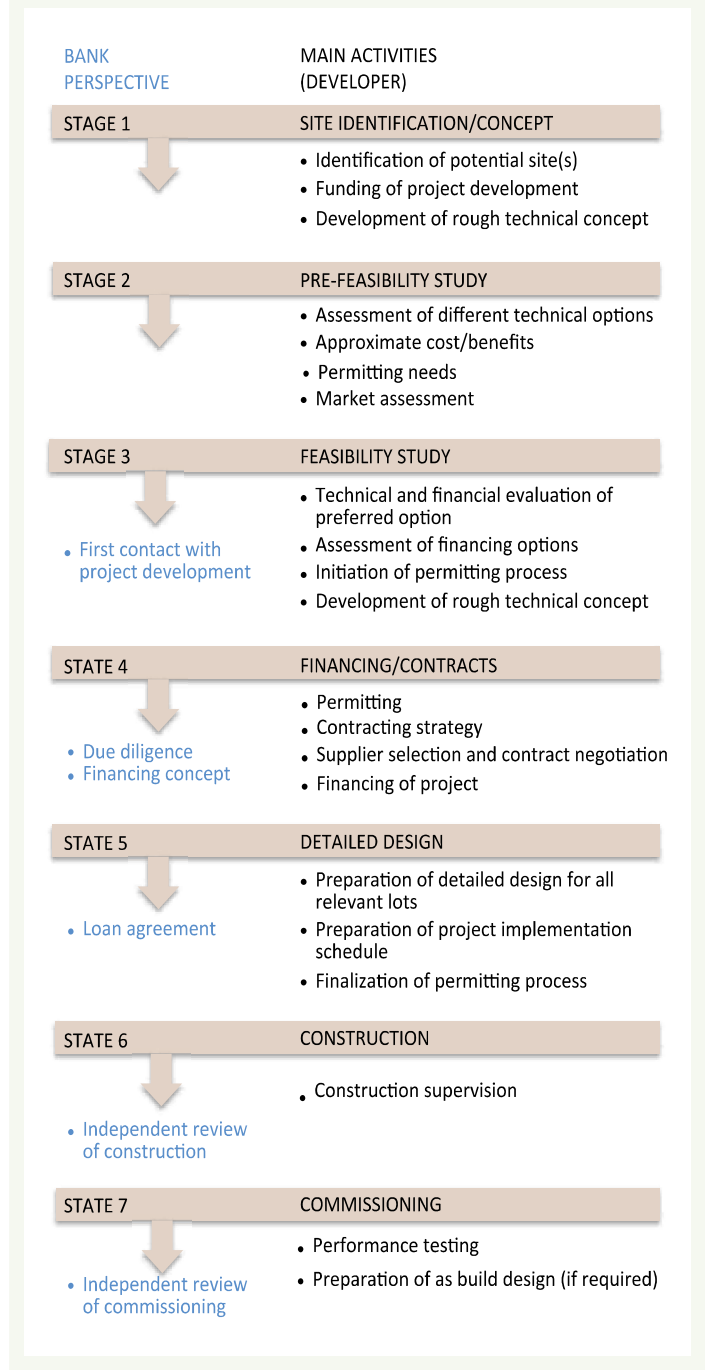 BANK
PERSPECTIVE
MAIN ACTIVITIES
(DEVELOPER)
STAGE 1
SITE IDENTIFICATION/CONCEPT
• Identification of potential site(s)
• Funding of project development
• Development of rough technical concept
STAGE 2
PRE-FEASIBILITY STUDY
• Assessment of different technical options
• Approximate cost/benefits
• Permitting needs
• Market assessment
STAGE 3
FEASIBILITY STUDY
• First contact with
project development
• Technical and financial evaluation of
preferred option
• Assessment of financing options
• Initiation of permitting process
• Development of rough technical concept
STATE 4
FINANCING/CONTRACTS
• Due diligence
• Financing concept
• Permitting
• Contracting strategy
• Supplier selection and contract negotiation
• Financing of project
STATE 5
DETAILED DESIGN
• Loan agreement
• Preparation of detailed design for all
relevant lots
• Preparation of project implementation
schedule
• Finalization of permitting process
STATE 6
CONSTRUCTION
• Independent review
of construction
• Construction supervision
STATE 7
COMMISSIONING
• Independent review
of commissioning
• Performance testing
• Preparation of as build design (if required)